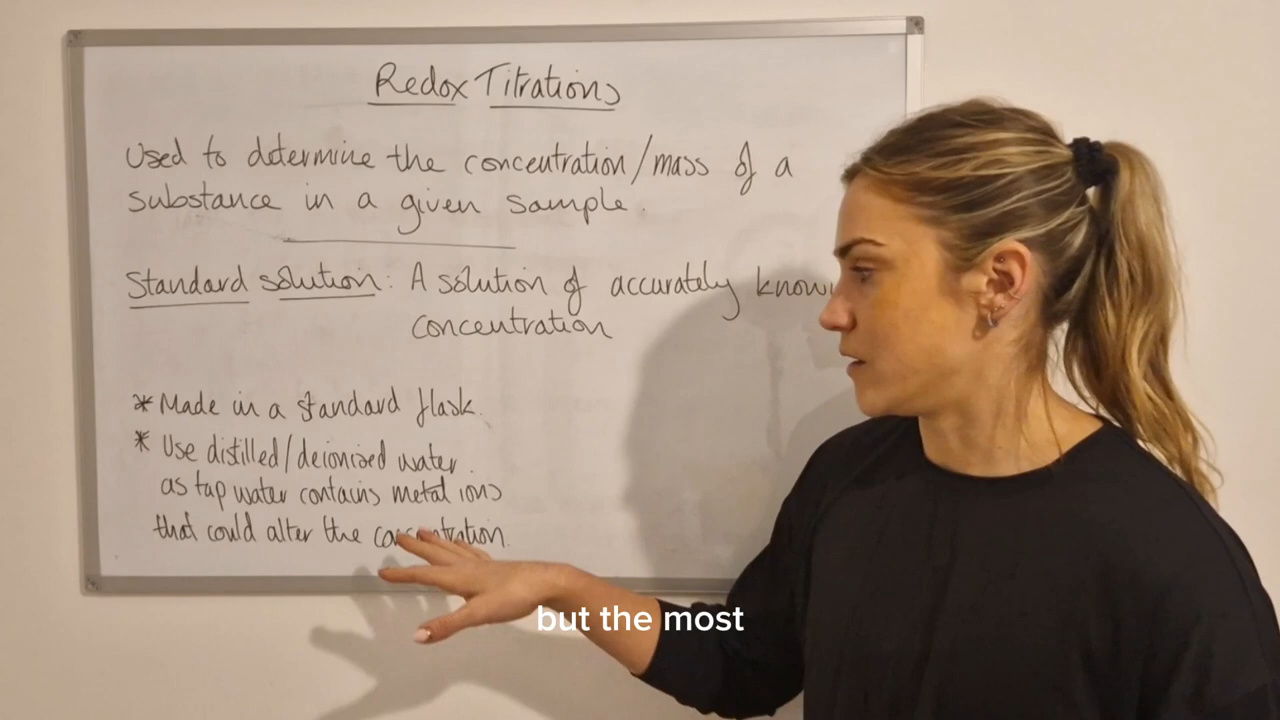 Redox Titrations
Used to determine the concentration/mass of a
substance in a given sample.
Standard solution: A solution of accurately known
concentration
* Made in a standard flask.
* Use distilled/deionised water.
as tap water contains metal ions
that could alter the concentration.
but the most